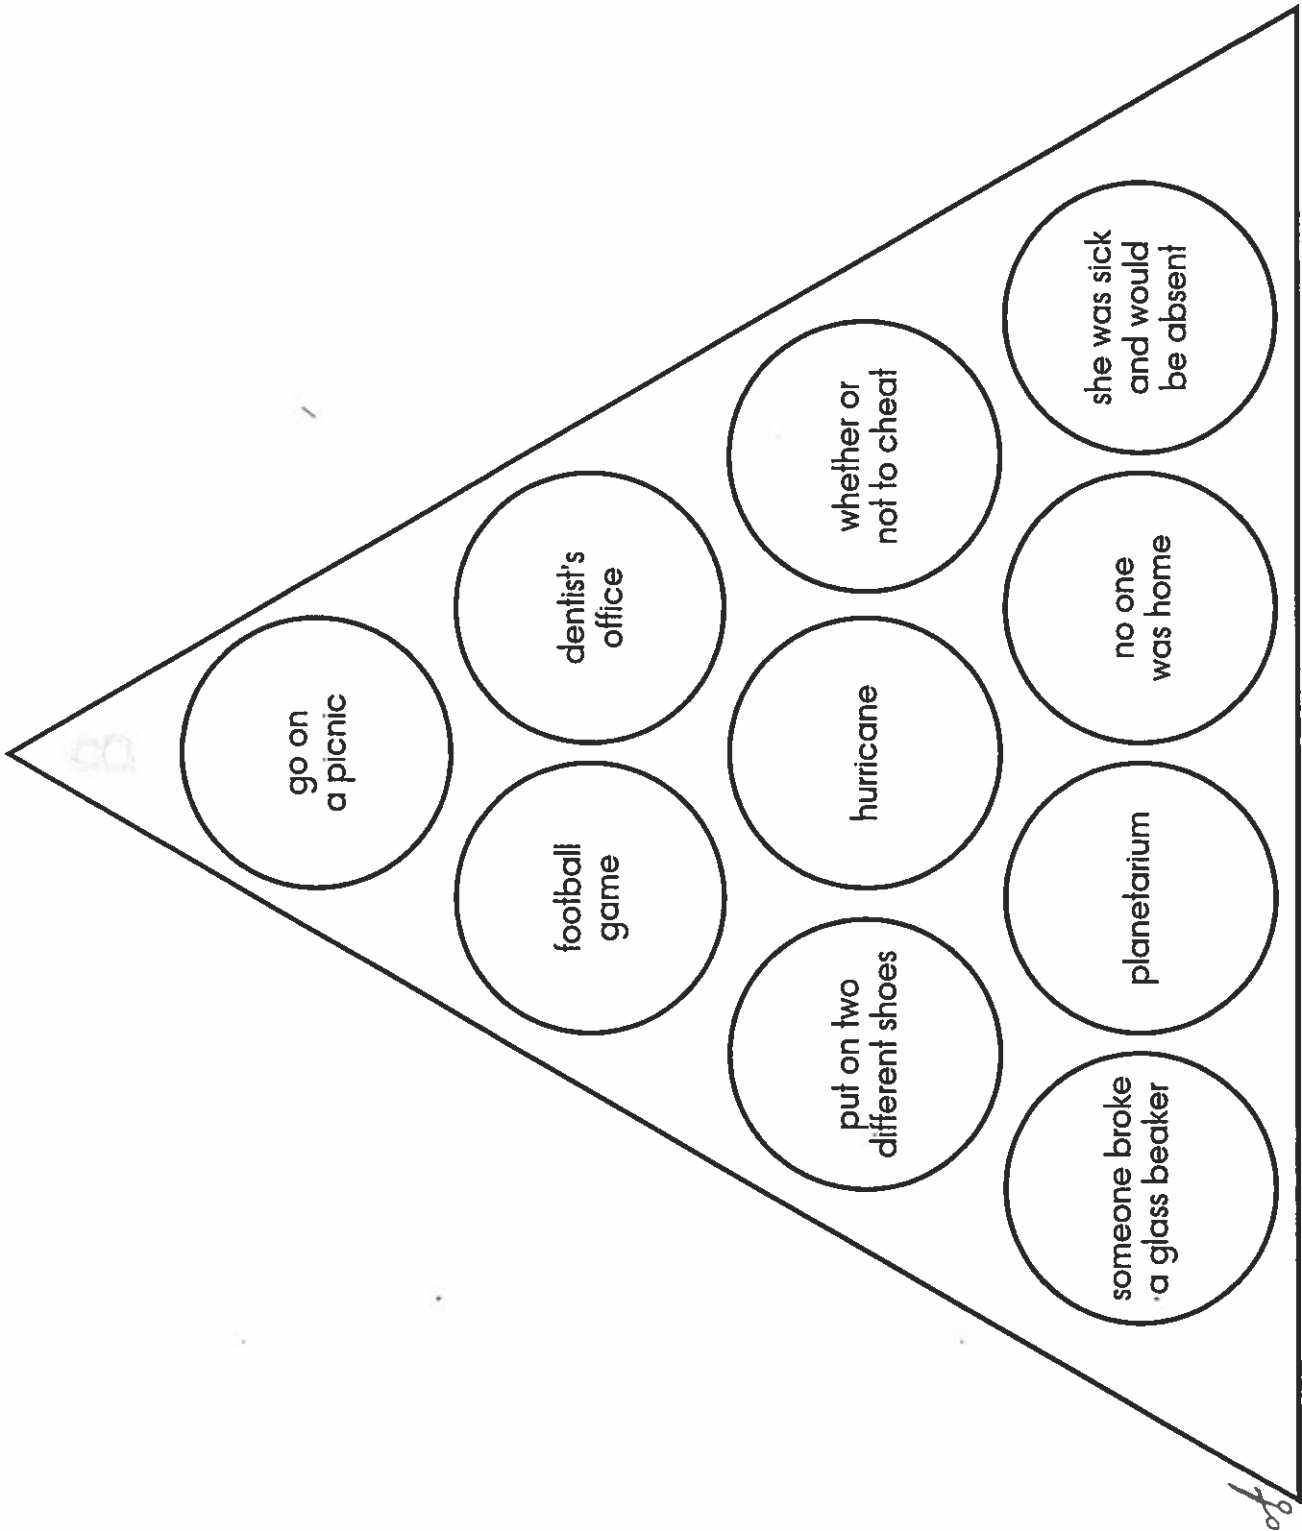 go on
a picnic
football
game
dentist's
office
put on two
different shoes
hurricane
whether or
not to cheat
someone broke
a glass beaker
planetarium
no one
was home
she was sick
and would
be absent